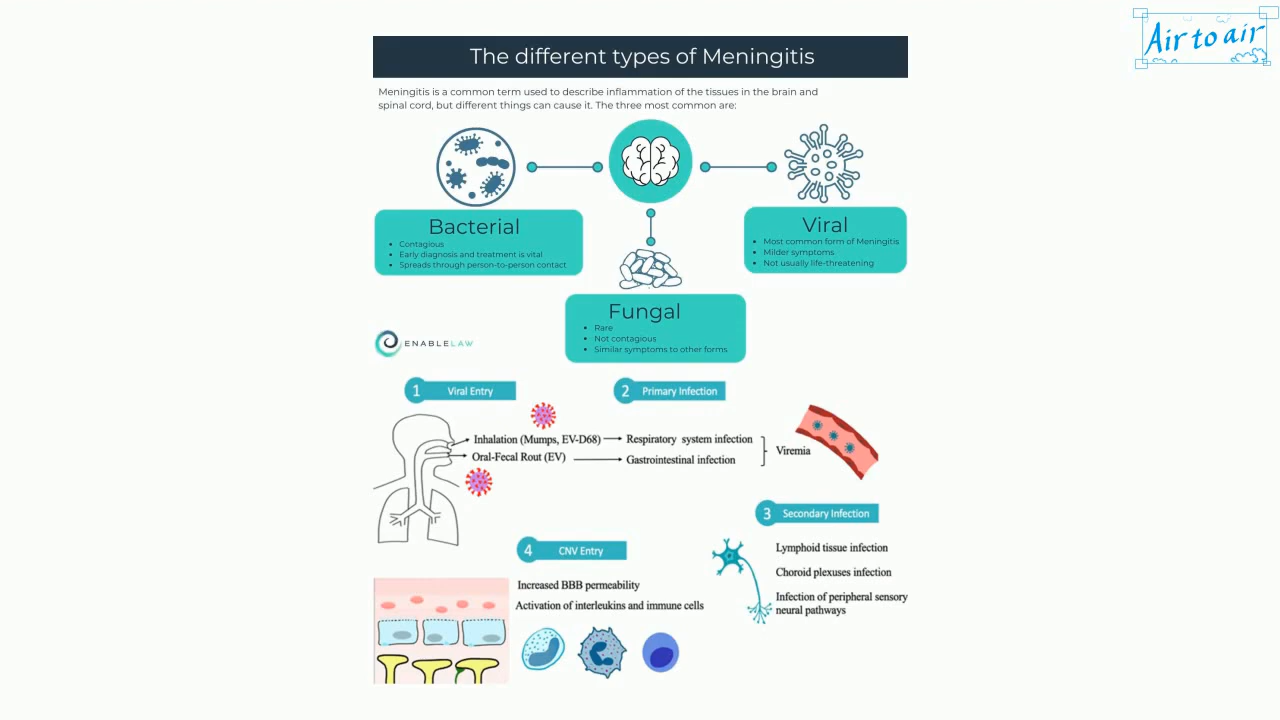 Air to air
The different types of Meningitis
Meningitis is a common term used to describe inflammation of the tissues in the brain and
spinal cord, but different things can cause it. The three most common are:
Bacterial
• Contagious
• Early diagnosis and treatment is vital
• Spreads through person-to-person contact
Viral
• Most common form of Meningitis
• Milder symptoms
• Not usually life-threatening
Fungal
• Rare
• Not contagious
• Similar symptoms to other forms
ENABLELAW
1 Viral Entry
2 Primary Infection
Inhalation (Mumps, EV-D68)
Respiratory system infection
Oral-Fecal Rout (EV)
Gastrointestinal infection
Viremia
3 Secondary Infection
Lymphoid tissue infection
Choroid plexuses infection
Infection of peripheral sensory
neural pathways
4 CNV Entry
Increased BBB permeability
Activation of interleukins and immune cells